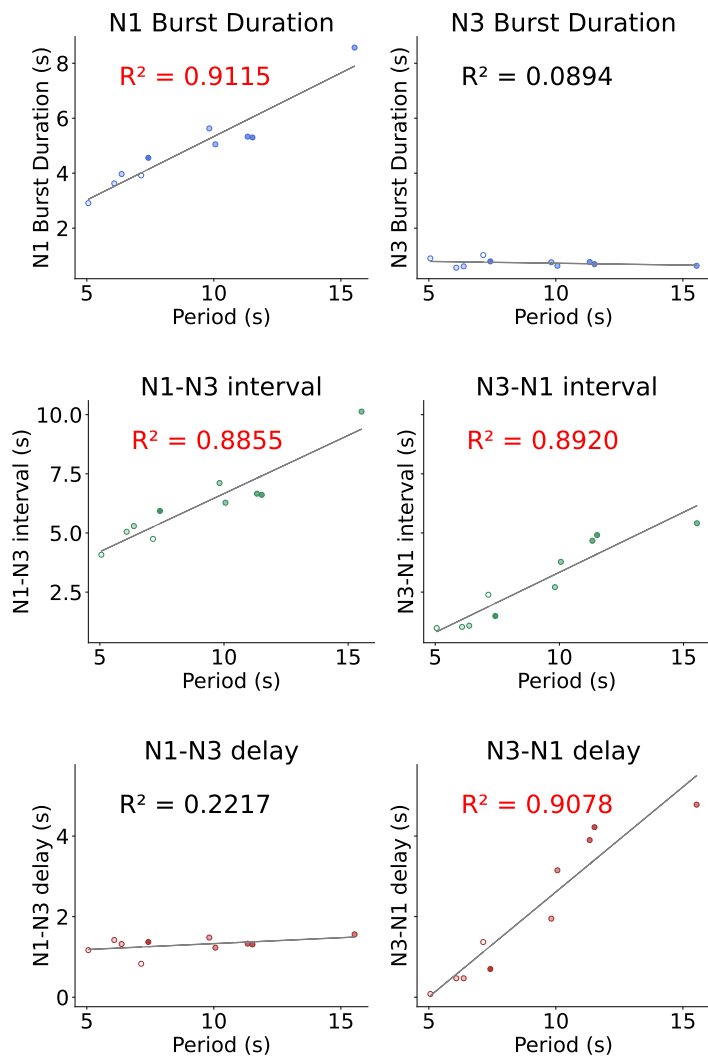 N1 Burst Duration
N1 Burst Duration (s)
R² = 0.9115
8
6
4
2
5 10 15
Period (s)
N3 Burst Duration
N3 Burst Duration (s)
R² = 0.0894
5 10 15
Period (s)
N1-N3 interval
N1-N3 interval (s)
R² = 0.8855
10.0
7.5
5.0
2.5
5 10 15
Period (s)
N3-N1 interval
N3-N1 interval (s)
R² = 0.8920
5 10 15
Period (s)
N1-N3 delay
N1-N3 delay (s)
R² = 0.2217
4
2
0
5 10 15
Period (s)
N3-N1 delay
N3-N1 delay (s)
R² = 0.9078
5 10 15
Period (s)